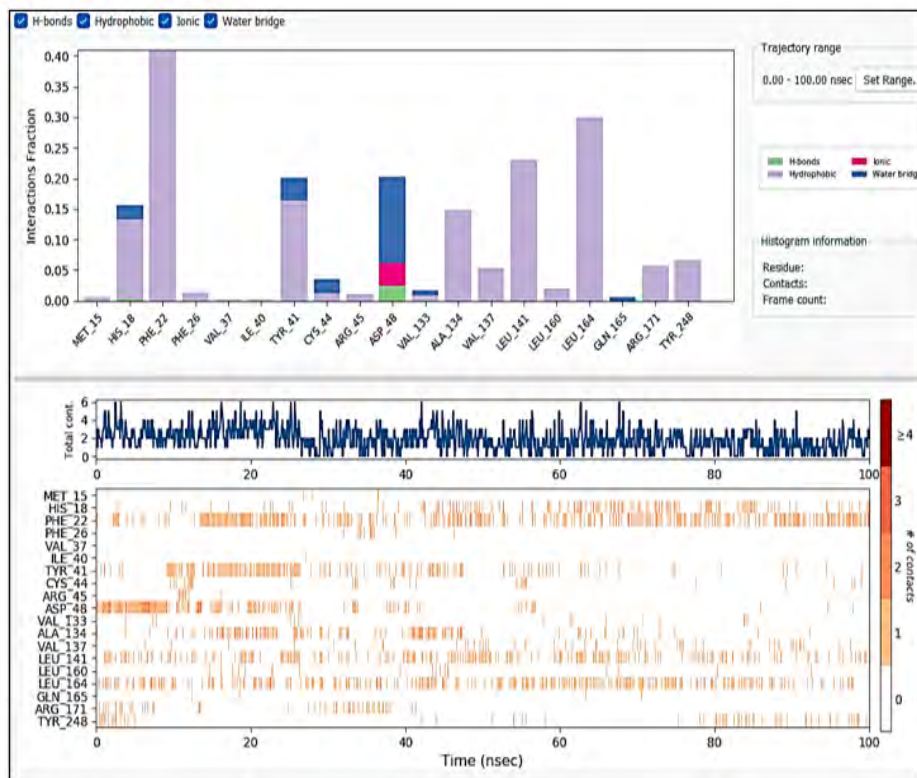 H-bonds Hydrophobic Ionic Water bridge
Interactions Fraction
0.40
0.35
0.30
0.25
0.20
0.15
0.10
0.05
0.00
MET_15 HIS_18 PHE_22 PHE_26 VAL_37 ILE_40 TYR_41 CYS_44 ARG_45 ASP_48 VAL_133 ALA_134 VAL_137 LEU_141 LEU_160 LEU_164 GLN_165 ARG_171 TYR_248
Trajectory range
0.00 - 100.00 nsec Set Range.
H-bonds Ionic
Hydrophobic Water bridge
Histogram information
Residue:
Contacts:
Frame count:
Total cont.
6
4
2
0
0 20 40 60 80 100
MET_15
HIS_18
PHE_22
PHE_26
VAL_37
ILE_40
TYR_41
CYS_44
ARG_45
ASP_48
VAL_133
ALA_134
VAL_137
LEU_141
LEU_160
LEU_164
GLN_165
ARG_171
TYR_248
0 20 40 60 80 100
Time (nsec)
≥4
3
2
1
0
# of contacts